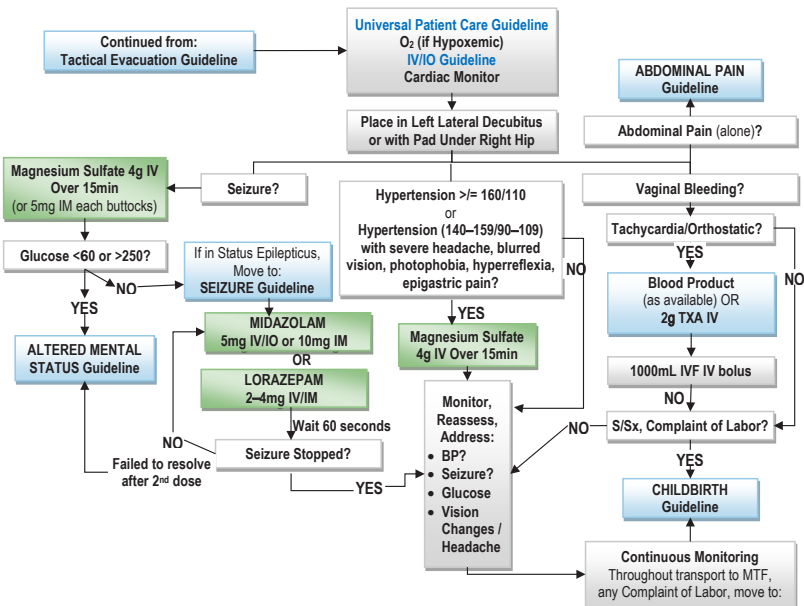 Continued from:
Tactical Evacuation Guideline
Universal Patient Care Guideline
O₂ (if Hypoxemic)
IV/IO Guideline
Cardiac Monitor
ABDOMINAL PAIN
Guideline
Place in Left Lateral Decubitus
or with Pad Under Right Hip
Abdominal Pain (alone)?
Magnesium Sulfate 4g IV
Over 15min
(or 5mg IM each buttocks)
Seizure?
Hypertension >/= 160/110
or
Hypertension (140–159/90–109)
with severe headache, blurred
vision, photophobia, hyperreflexia,
epigastric pain?
Vaginal Bleeding?
Tachycardia/Orthostatic?
Glucose <60 or >250?
If in Status Epilepticus,
Move to:
SEIZURE Guideline
NO
YES
NO
NO
YES
Blood Product
(as available) OR
2g TXA IV
YES
ALTERED MENTAL
STATUS Guideline
MIDAZOLAM
5mg IV/IO or 10mg IM
OR
LORAZEPAM
2–4mg IV/IM
Magnesium Sulfate
4g IV Over 15min
1000mL IVF IV bolus
NO
Wait 60 seconds
NO
Seizure Stopped?
Failed to resolve
after 2nd dose
YES
Monitor,
Reassess,
Address:
• BP?
• Seizure?
• Glucose
• Vision
Changes /
Headache
NO
S/Sx, Complaint of Labor?
YES
CHILDBIRTH
Guideline
Continuous Monitoring
Throughout transport to MTF,
any Complaint of Labor, move to: